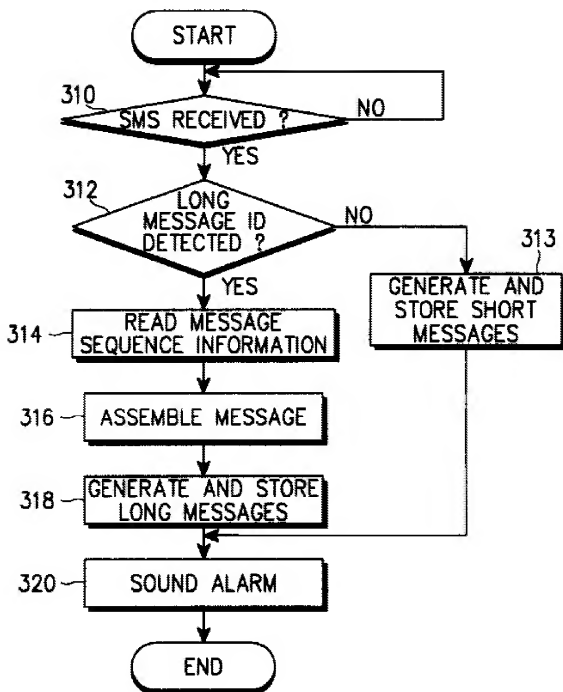 START
310
SMS RECEIVED ?
NO
YES
312
LONG
MESSAGE ID
DETECTED ?
NO
YES
313
GENERATE AND
STORE SHORT
MESSAGES
314
READ MESSAGE
SEQUENCE INFORMATION
316
ASSEMBLE MESSAGE
318
GENERATE AND STORE
LONG MESSAGES
320
SOUND ALARM
END